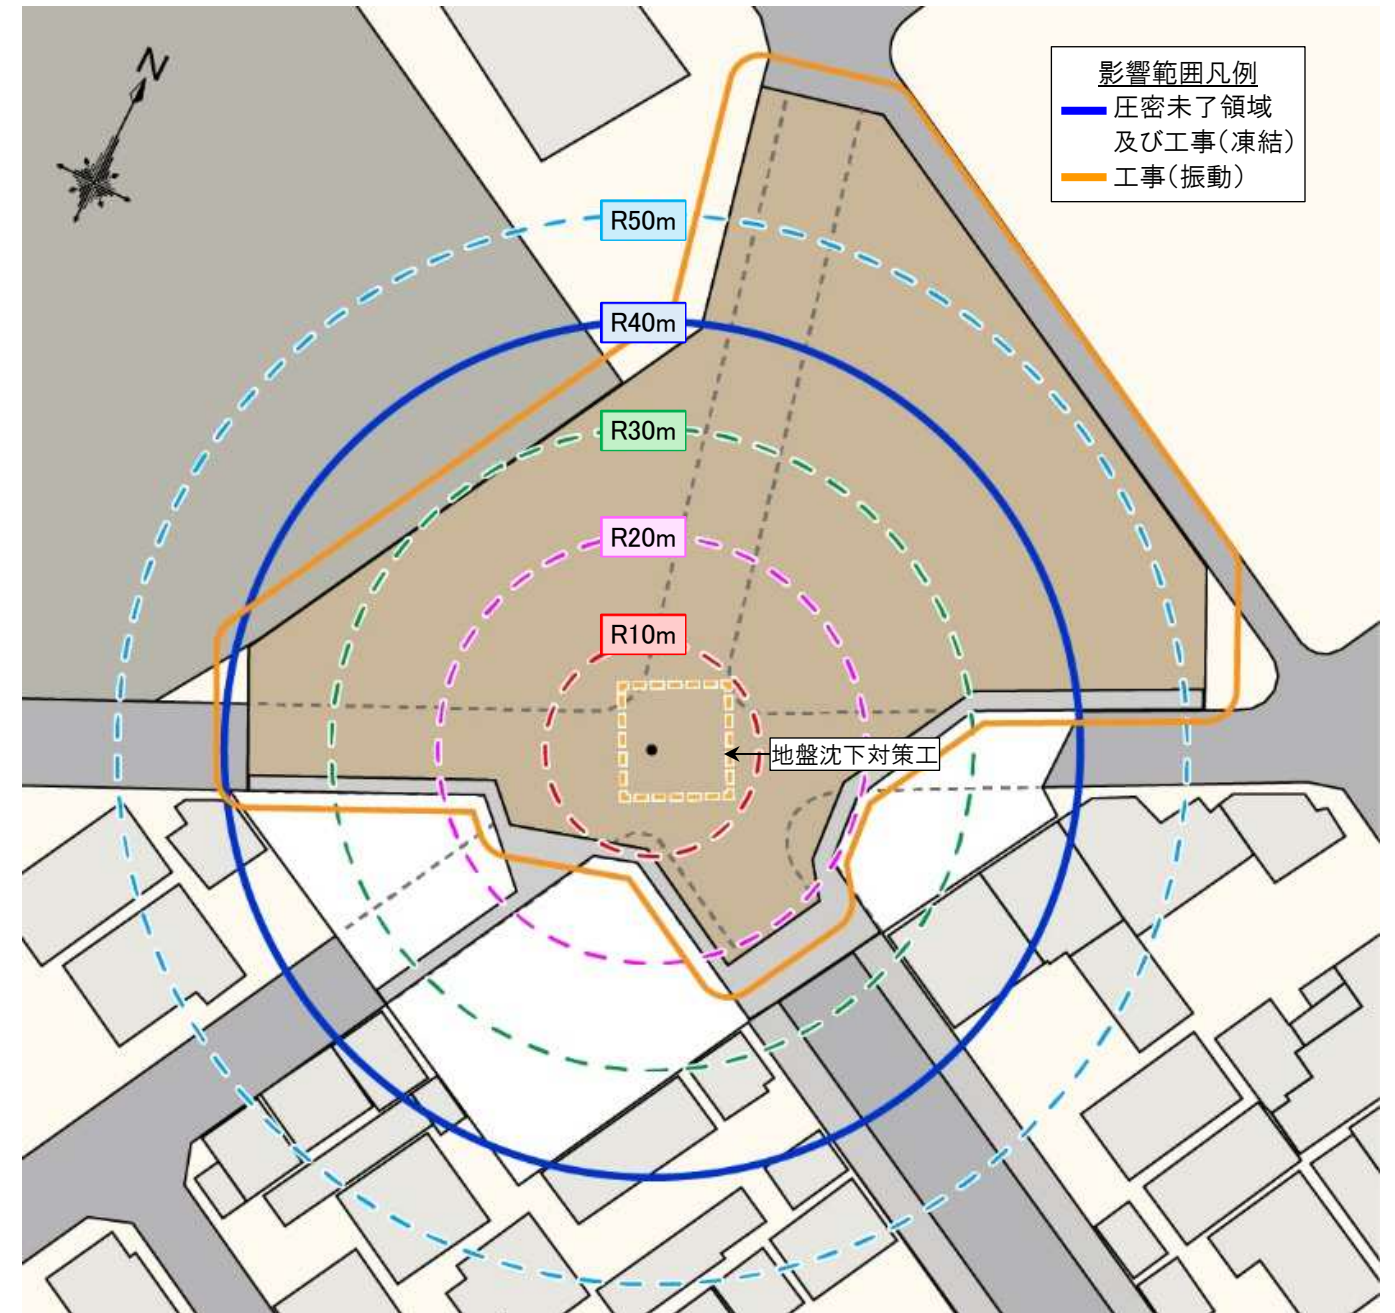 N
影響範囲凡例
圧密未了領域
及び工事(凍結)
工事(振動)
R50m
R40m
R30m
R20m
R10m
地盤沈下対策工